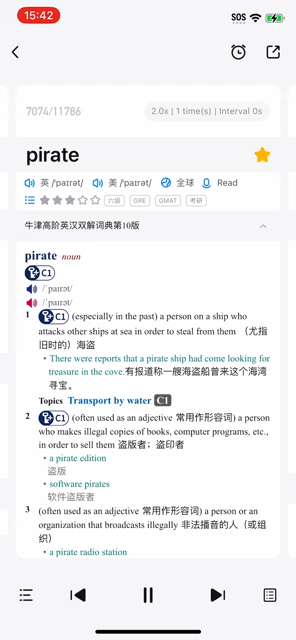 15:42
SOS
7074/11786
2.0x | 1 time(s) | Interval 0s
pirate
英 /ˈpaɪrət/ 美 /ˈpaɪrət/ 全球 Read
六级 GRE GMAT 考研
牛津高阶英汉双解词典第10版
pirate noun
C1
/ˈpaɪrət/
/ˈpaɪrət/
1 C1 (especially in the past) a person on a ship who
attacks other ships at sea in order to steal from them （尤指
旧时的）海盗
• There were reports that a pirate ship had come looking for
treasure in the cove.有报道称一艘海盗船曾来这个海湾
寻宝。
Topics Transport by water C1
2 C1 (often used as an adjective 常用作形容词) a person
who makes illegal copies of books, computer programs, etc.,
in order to sell them 盗版者；盗印者
• a pirate edition
盗版
• software pirates
软件盗版者
3 (often used as an adjective 常用作形容词) a person or an
organization that broadcasts illegally 非法播音的人（或组
织）
• a pirate radio station